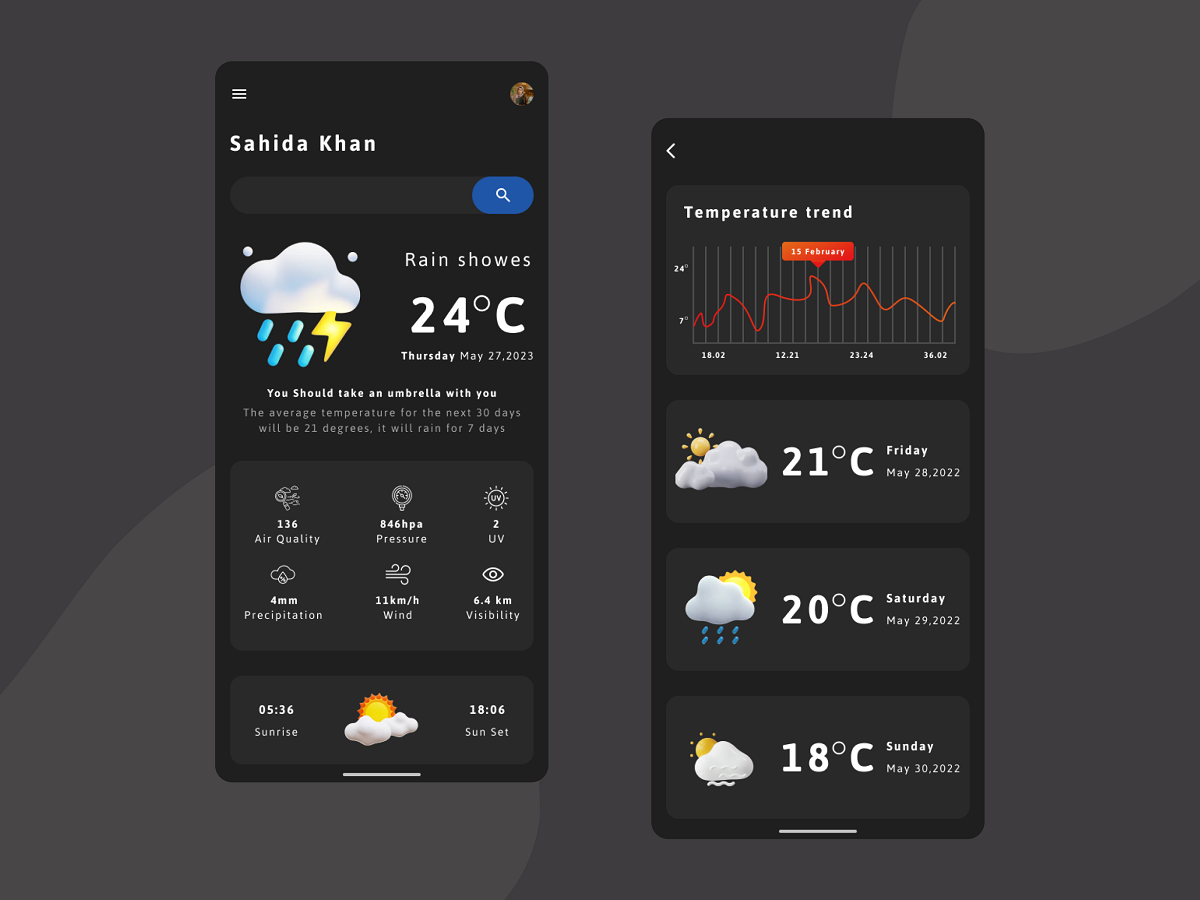 Sahida Khan
Rain showes
24°C
Thursday May 27,2023
You Should take an umbrella with you
The average temperature for the next 30 days
will be 21 degrees, it will rain for 7 days
136
Air Quality
846hpa
Pressure
UV
2
UV
4mm
Precipitation
11km/h
Wind
6.4 km
Visibility
05:36
Sunrise
18:06
Sun Set
Temperature trend
15 February
24°
7°
18.02 12.21 23.24 36.02
21°C
Friday
May 28,2022
20°C
Saturday
May 29,2022
18°C
Sunday
May 30,2022